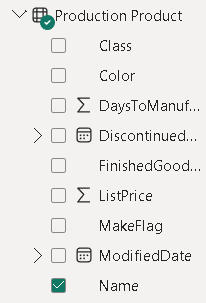 Production Product
Class
Color
DaysToManuf...
Discontinued...
FinishedGood...
ListPrice
MakeFlag
ModifiedDate
Name